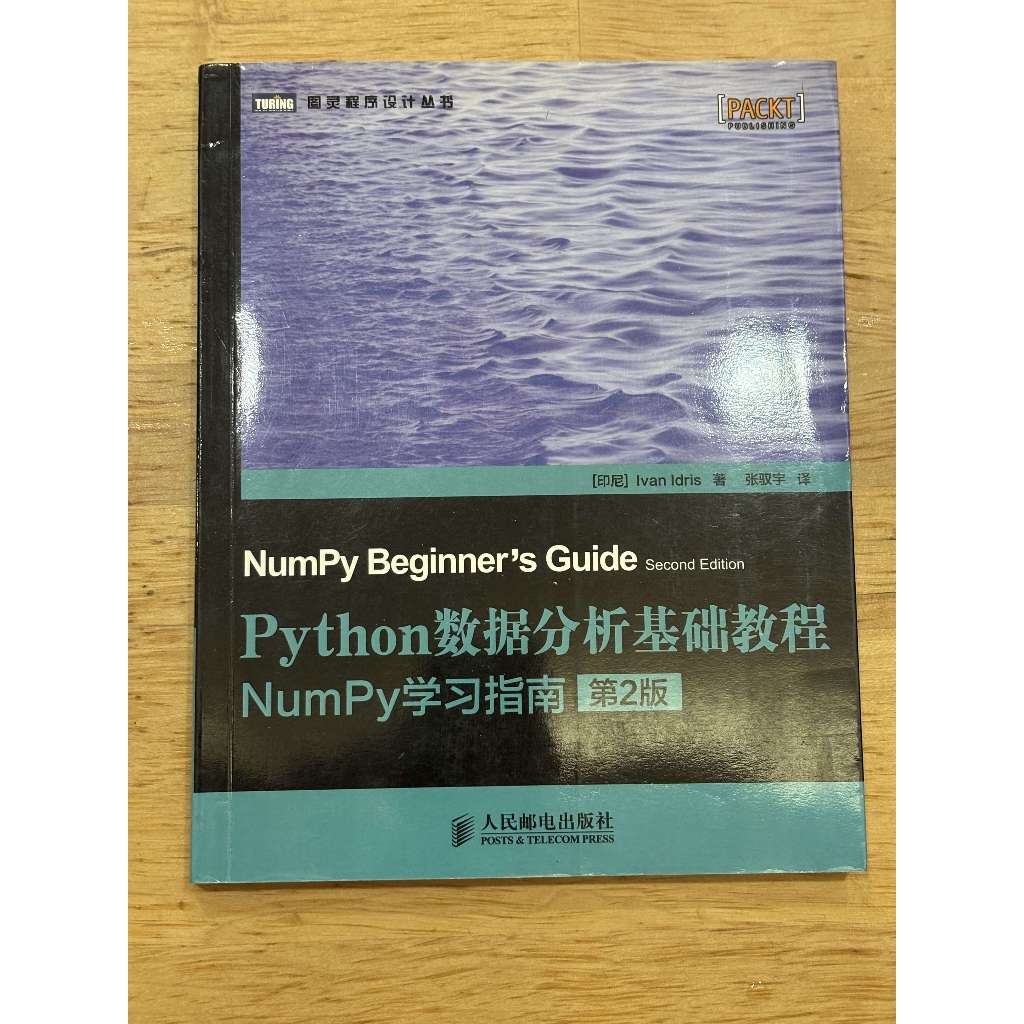 TURING 图灵程序设计丛书
[PACKT]
PUBLISHING
[印尼] Ivan Idris 著 张驭宇 译
NumPy Beginner's Guide Second Edition
Python数据分析基础教程
NumPy学习指南 第2版
人民邮电出版社
POSTS & TELECOM PRESS